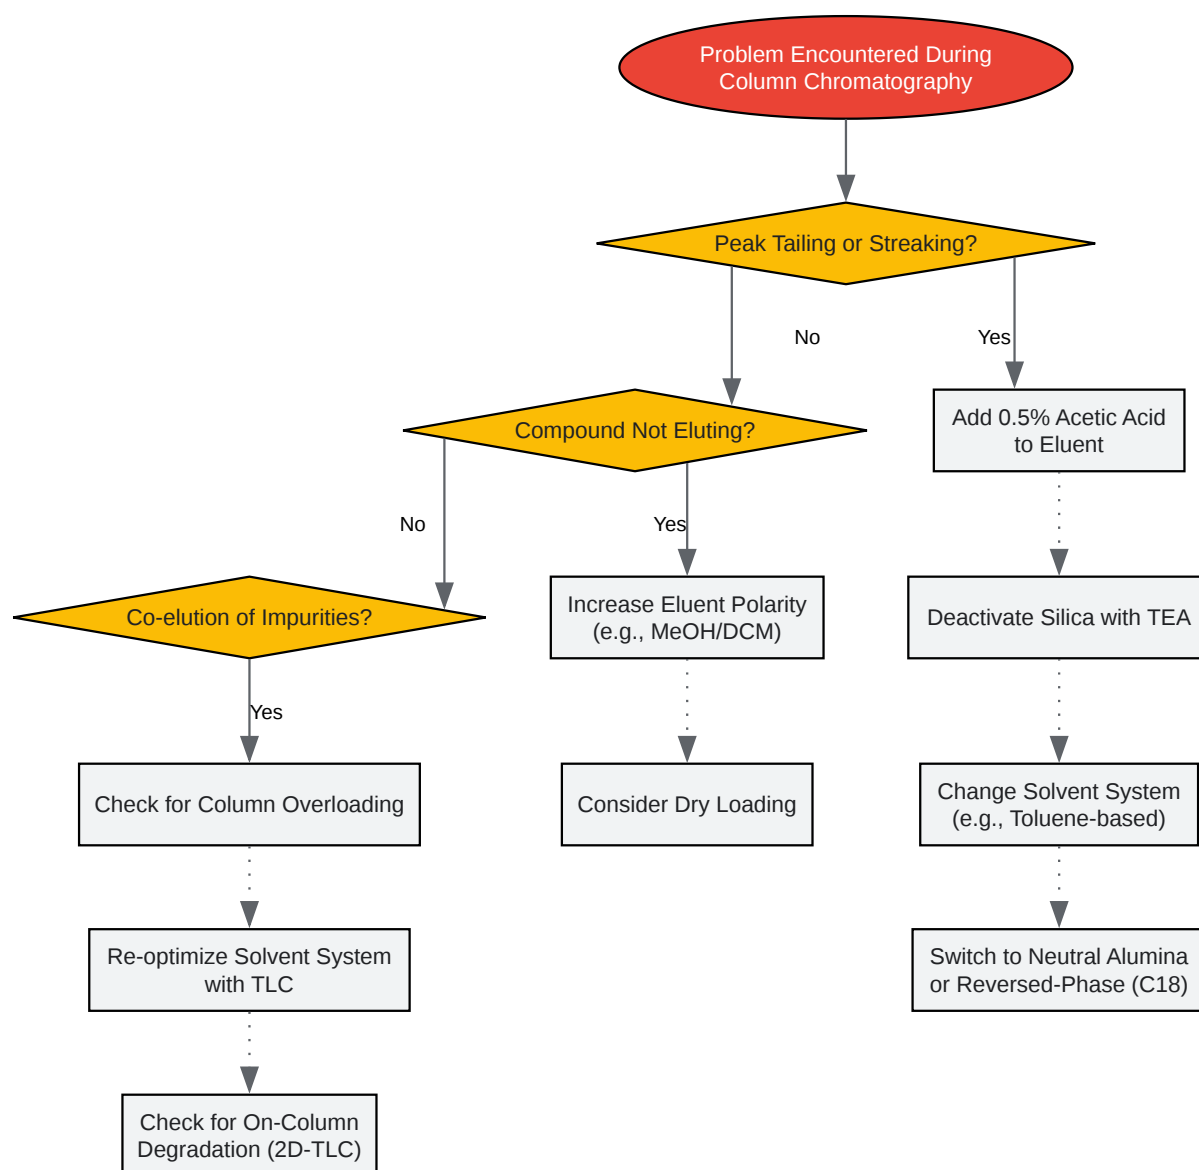 Problem Encountered During
Column Chromatography
Peak Tailing or Streaking?
No
Yes
Compound Not Eluting?
Add 0.5% Acetic Acid
to Eluent
No
Yes
Co-elution of Impurities?
Increase Eluent Polarity
(e.g., MeOH/DCM)
Deactivate Silica with TEA
Yes
Check for Column Overloading
Consider Dry Loading
Change Solvent System
(e.g., Toluene-based)
Re-optimize Solvent System
with TLC
Switch to Neutral Alumina
or Reversed-Phase (C18)
Check for On-Column
Degradation (2D-TLC)